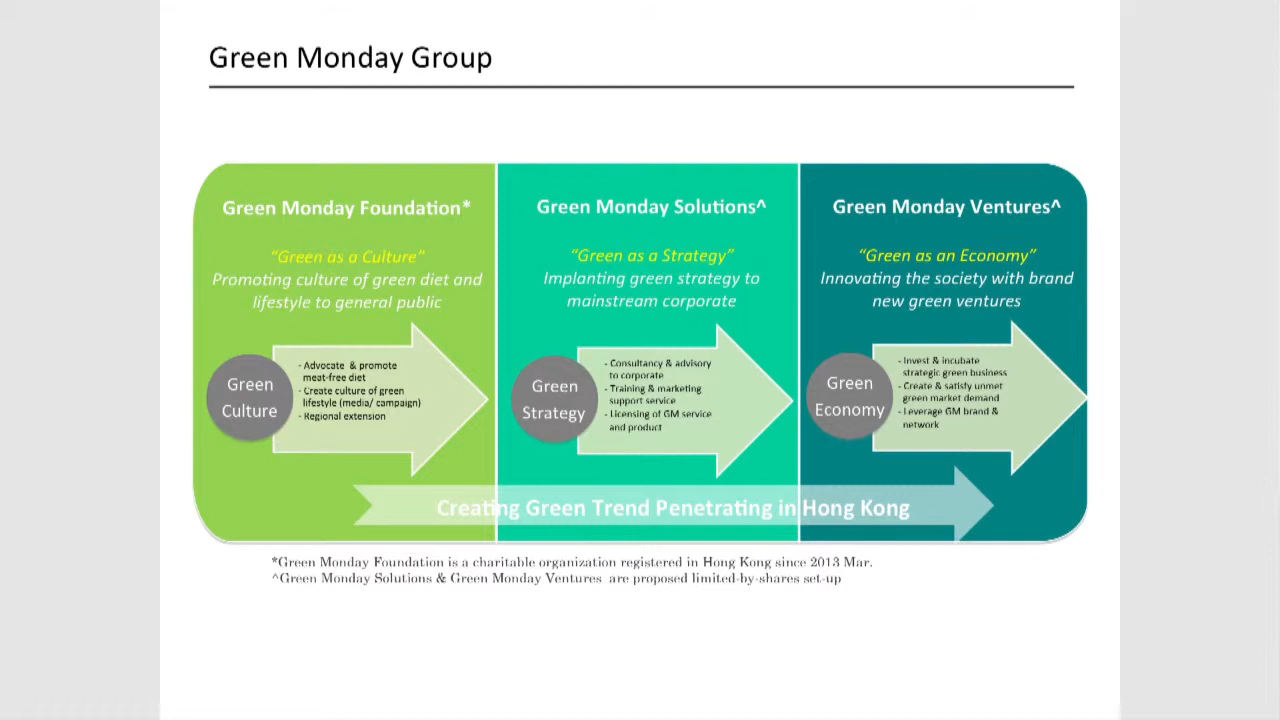 Green Monday Group
Green Monday Foundation*
"Green as a Culture"
Promoting culture of green diet and
lifestyle to general public
Green
Culture
- Advocate & promote
meat-free diet
- Create culture of green
lifestyle (media/ campaign)
- Regional extension
Green Monday Solutions^
"Green as a Strategy"
Implanting green strategy to
mainstream corporate
Green
Strategy
- Consultancy & advisory
to corporate
- Training & marketing
support service
- Licensing of GM service
and product
Green Monday Ventures^
"Green as an Economy"
Innovating the society with brand
new green ventures
Green
Economy
- Invest & incubate
strategic green business
- Create & satisfy unmet
green market demand
- Leverage GM brand &
network
Creating Green Trend Penetrating in Hong Kong
*Green Monday Foundation is a charitable organization registered in Hong Kong since 2013 Mar.
^Green Monday Solutions & Green Monday Ventures are proposed limited-by-shares set-up